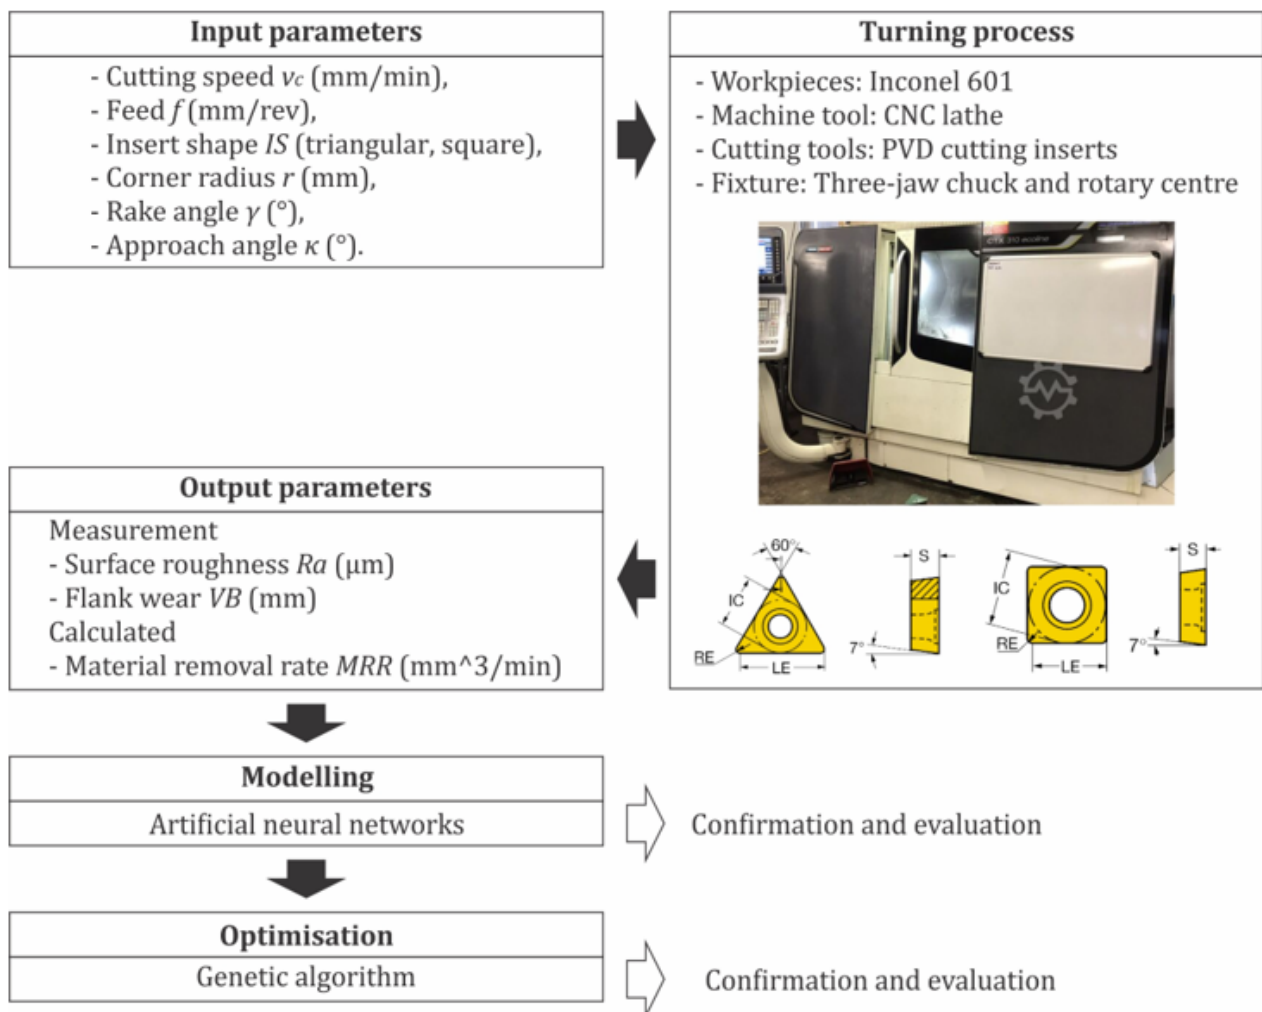 Input parameters
- Cutting speed vc (mm/min),
- Feed f (mm/rev),
- Insert shape IS (triangular, square),
- Corner radius r (mm),
- Rake angle γ (°),
- Approach angle κ (°).
Turning process
- Workpieces: Inconel 601
- Machine tool: CNC lathe
- Cutting tools: PVD cutting inserts
- Fixture: Three-jaw chuck and rotary centre
CTX 310 ecoline
60°
IC
RE
LE
S
7°
IC
RE
LE
S
7°
Output parameters
Measurement
- Surface roughness Ra (μm)
- Flank wear VB (mm)
Calculated
- Material removal rate MRR (mm^3/min)
Modelling
Artificial neural networks
Confirmation and evaluation
Optimisation
Genetic algorithm
Confirmation and evaluation